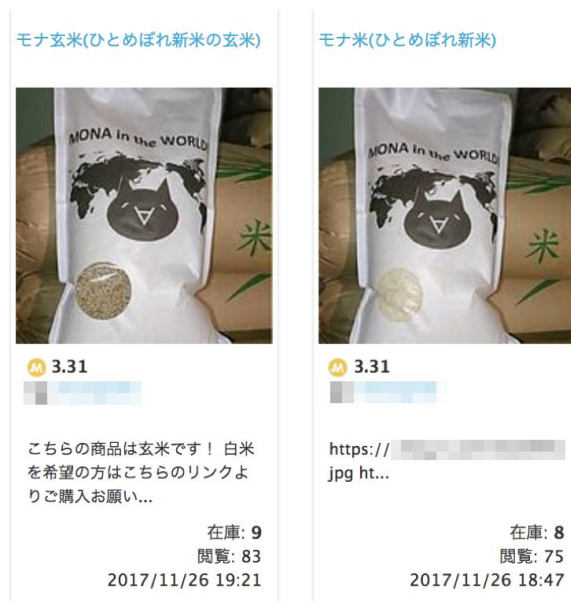 モナ玄米(ひとめぼれ新米の玄米)
MONA in the WORLD
米
3.31
こちらの商品は玄米です！ 白米
を希望の方はこちらのリンクよ
りご購入お願い...
在庫: 9
閲覧: 83
2017/11/26 19:21
モナ米(ひとめぼれ新米)
MONA in the WORLD
米
3.31
https://
jpg ht...
在庫: 8
閲覧: 75
2017/11/26 18:47